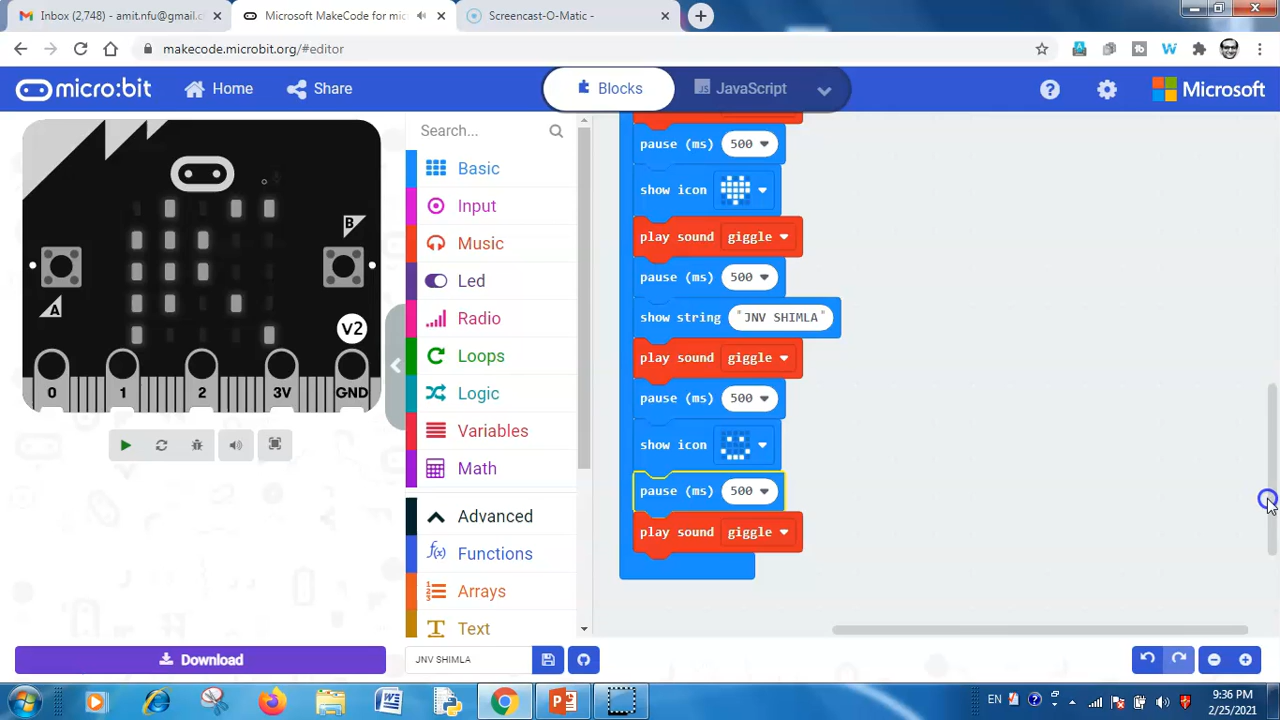 Inbox (2,748) - amit.nfu@gmail.c
Microsoft MakeCode for mic
Screencast-O-Matic -
makecode.microbit.org/#editor
micro:bit
Home
Share
Blocks
JavaScript
Microsoft
Search...
Basic
Input
Music
Led
Radio
Loops
Logic
Variables
Math
Advanced
Functions
Arrays
Text
A
B
v2
0 1 2 3V GND
pause (ms) 500
show icon
play sound giggle
pause (ms) 500
show string "JNV SHIMLA"
play sound giggle
pause (ms) 500
show icon
pause (ms) 500
play sound giggle
Download
JNV SHIMLA
EN
9:36 PM
2/25/2021